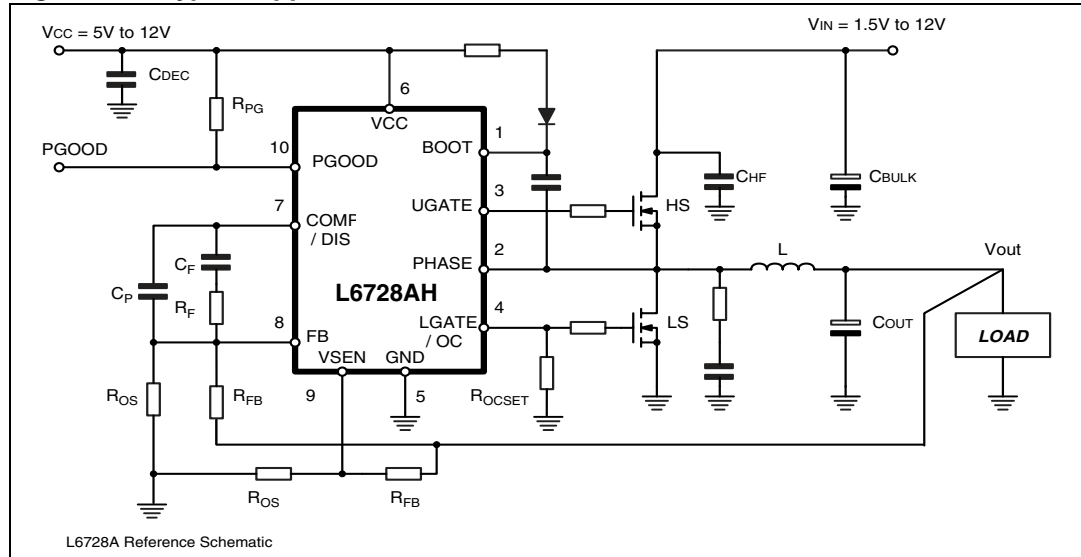 VCC = 5V to 12V
VIN = 1.5V to 12V
CDEC
6
RPG
VCC
1
BOOT
PGOOD
10
PGOOD
3
CHF
CBULK
7
UGATE
HS
COMF
/ DIS
2
L
Vout
CF
PHASE
CP
L6728AH
4
RF
8
LGATE
/ OC
LS
COUT
LOAD
FB
VSEN
GND
ROS
RFB
9
5
ROCSET
ROS
RFB
L6728A Reference Schematic